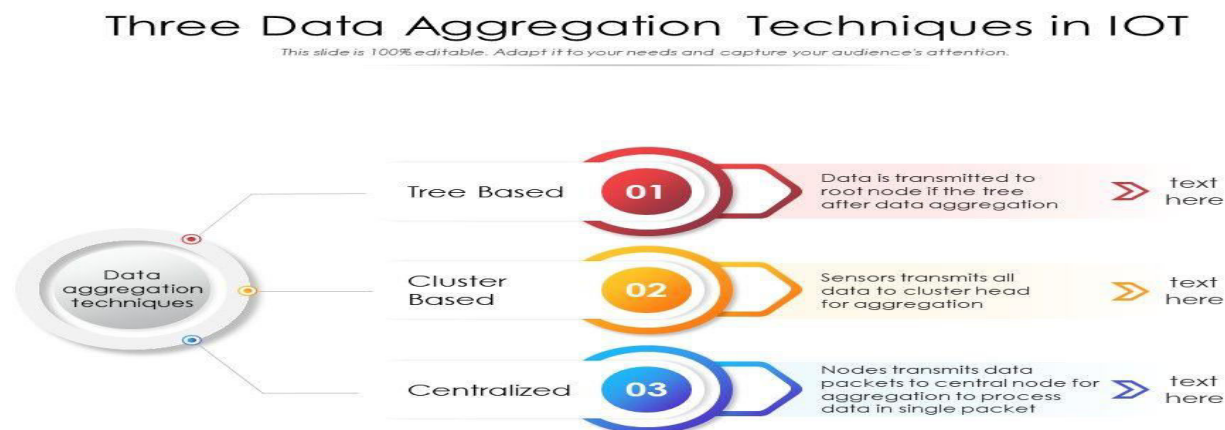 Three Data Aggregation Techniques in IOT
This slide is 100% editable. Adapt it to your needs and capture your audience's attention.
Data
aggregation
techniques
Tree Based
01
Data is transmitted to
root node if the tree
after data aggregation
text
here
Cluster
Based
02
Sensors transmits all
data to cluster head
for aggregation
text
here
Centralized
03
Nodes transmits data
packets to central node for
aggregation to process
data in single packet
text
here